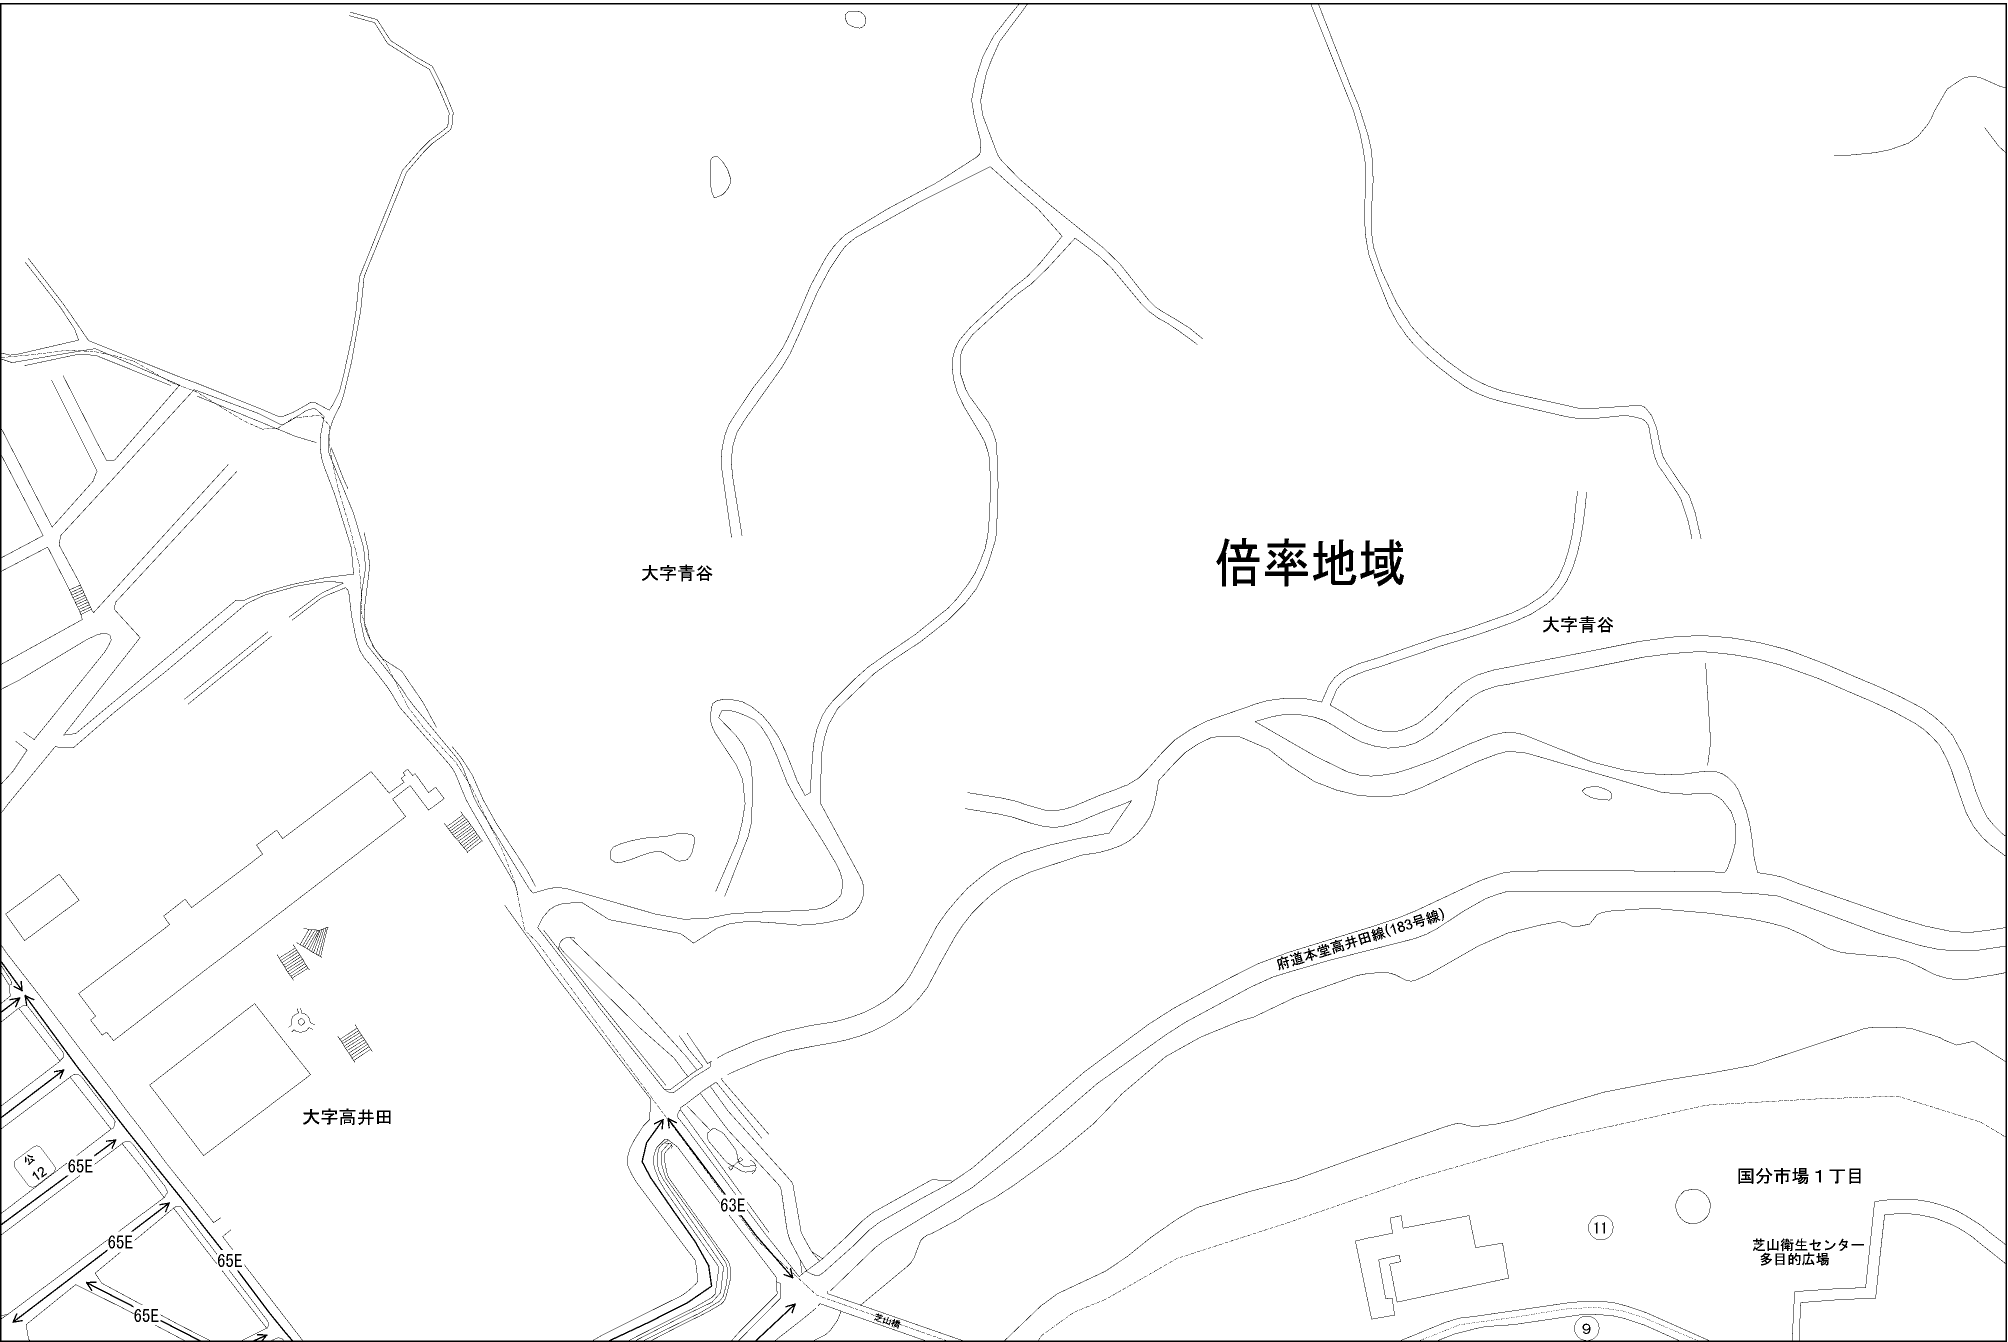 倍率地域
大字青谷
大字青谷
府道本堂高井田線(183号線)
大字高井田
公
12
65E
63E
国分市場1丁目
11
65E
65E
芝山衛生センター
多目的広場
65E
芝山橋
9